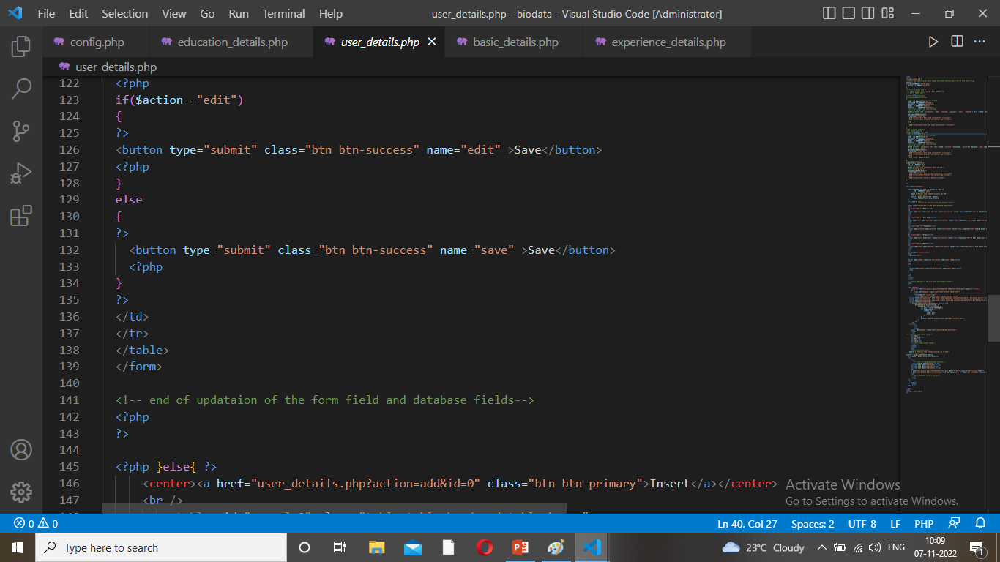 File Edit Selection View Go Run Terminal Help user_details.php - biodata - Visual Studio Code [Administrator]
config.php education_details.php user_details.php basic_details.php experience_details.php
user_details.php
122 <?php
123 if($action=="edit")
124 {
125 ?>
126 <button type="submit" class="btn btn-success" name="edit" >Save</button>
127 <?php
128 }
129 else
130 {
131 ?>
132 <button type="submit" class="btn btn-success" name="save" >Save</button>
133 <?php
134 }
135 ?>
136 </td>
137 </tr>
138 </table>
139 </form>
140
141 <!-- end of updataion of the form field and database fields-->
142 <?php
143 ?>
144
145 <?php }else{ ?>
146 <center><a href="user_details.php?action=add&id=0" class="btn btn-primary">Insert</a></center>
147 <br />
Activate Windows
Go to Settings to activate Windows.
0 0 Ln 40, Col 27 Spaces: 2 UTF-8 LF PHP
Type here to search 23°C Cloudy ENG 10:09
07-11-2022 1